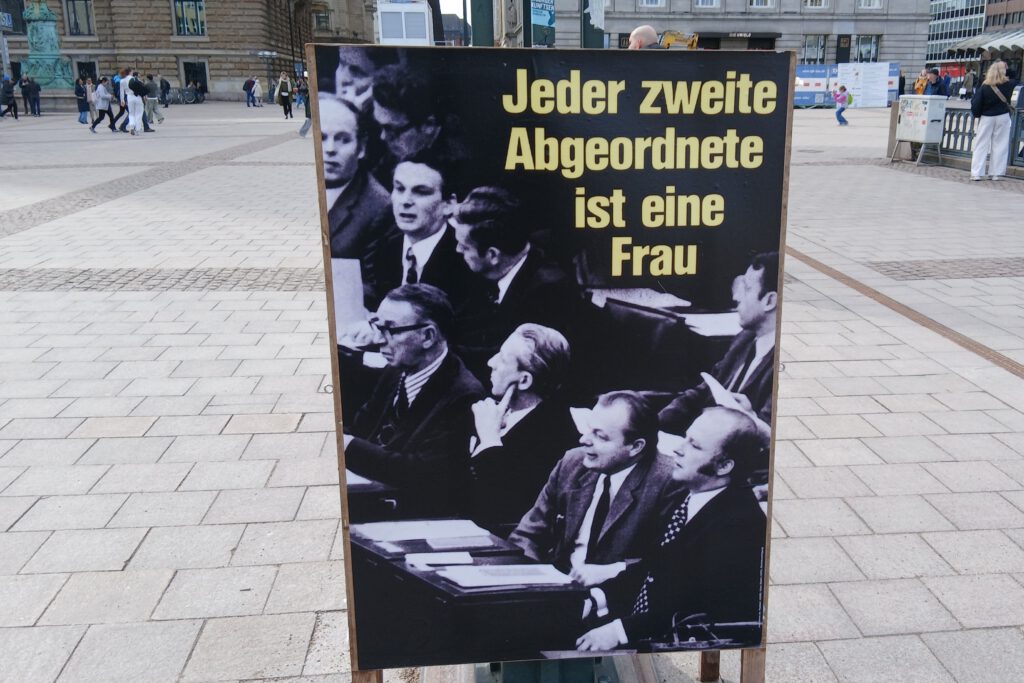 Jeder zweite
Abgeordnete
ist eine
Frau